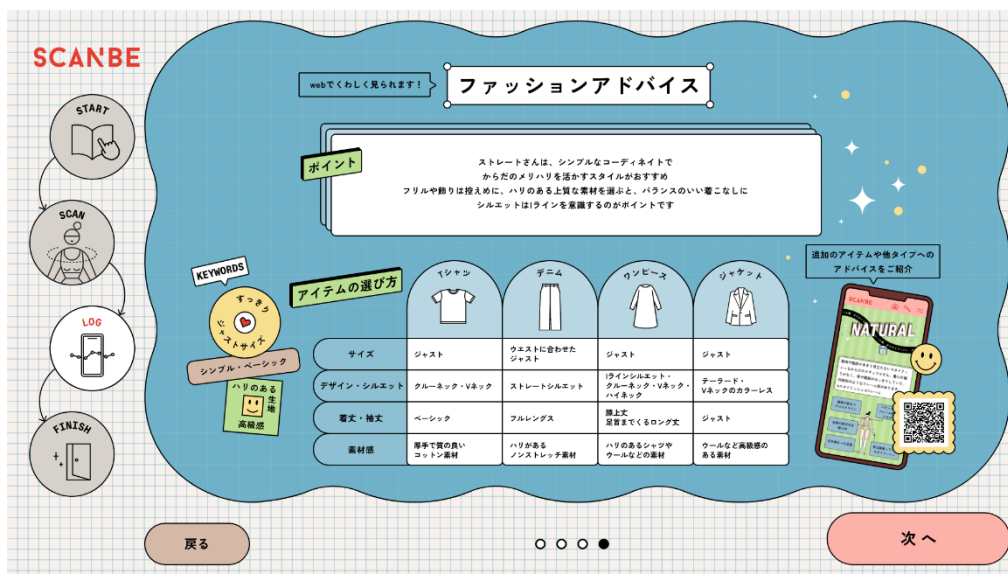 SCANBE
START
SCAN
LOG
FINISH
webでくわしく見られます！
ファッションアドバイス
ポイント
ストレートさんは、シンプルなコーディネイトで
からだのメリハリを活かすスタイルがおすすめ
フリルや飾りは控えめに、ハリのある上質な素材を選ぶと、バランスのいい着こなしに
シルエットはIラインを意識するのがポイントです
KEYWORDS
すっきり
ジャストサイズ
シンプル・ベーシック
ハリのある
生地
高級感
アイテムの選び方
Tシャツ
デニム
ワンピース
ジャケット
サイズ
ジャスト
ウエストに合わせた
ジャスト
ジャスト
ジャスト
デザイン・シルエット
クルーネック・Vネック
ストレートシルエット
Iラインシルエット・
クルーネック・Vネック・
ハイネック
テーラード・
Vネックのカラーレス
着丈・袖丈
ベーシック
フルレングス
膝上丈
足首までくるロング丈
ジャスト
素材感
厚手で質の良い
コットン素材
ハリがある
ノンストレッチ素材
ハリのあるシャツや
ウールなどの素材
ウールなど高級感の
ある素材
追加のアイテムや他タイプへの
アドバイスをご紹介
SCANBE
NATURAL
戻る
次へ